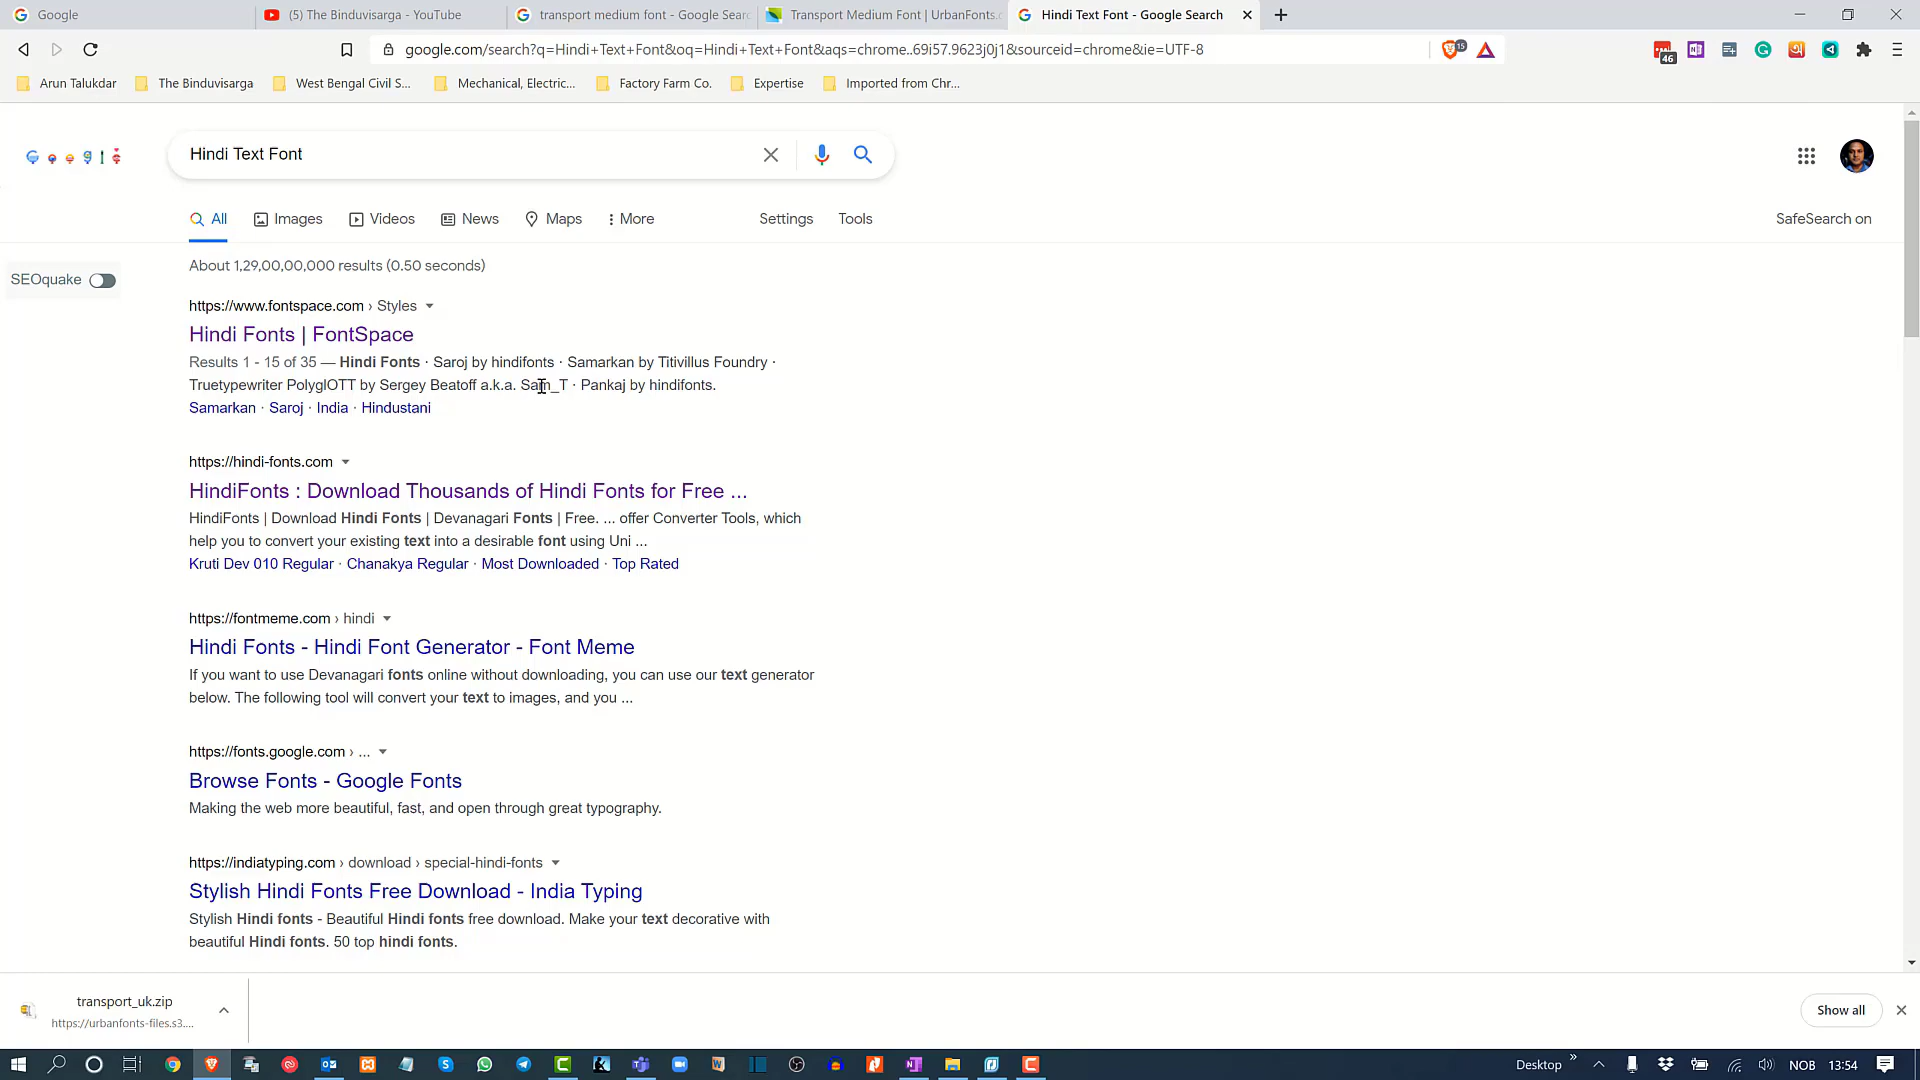 Google
(5) The Binduvisarga - YouTube
transport medium font - Google Sear
Transport Medium Font | UrbanFonts.c
Hindi Text Font - Google Search
google.com/search?q=Hindi+Text+Font&oq=Hindi+Text+Font&aqs=chrome..69i57.9623j0j1&sourceid=chrome&ie=UTF-8
15
46
Arun Talukdar
The Binduvisarga
West Bengal Civil S...
Mechanical, Electric...
Factory Farm Co.
Expertise
Imported from Chr...
Google
Hindi Text Font
All
Images
Videos
News
Maps
More
Settings
Tools
SafeSearch on
SEOquake
About 1,29,00,00,000 results (0.50 seconds)
https://www.fontspace.com › Styles
Hindi Fonts | FontSpace
Results 1 - 15 of 35 — Hindi Fonts · Saroj by hindifonts · Samarkan by Titivillus Foundry ·
Truetypewriter PolyglOTT by Sergey Beatoff a.k.a. Sam_T · Pankaj by hindifonts.
Samarkan · Saroj · India · Hindustani
https://hindi-fonts.com
HindiFonts : Download Thousands of Hindi Fonts for Free ...
HindiFonts | Download Hindi Fonts | Devanagari Fonts | Free. ... offer Converter Tools, which
help you to convert your existing text into a desirable font using Uni ...
Kruti Dev 010 Regular · Chanakya Regular · Most Downloaded · Top Rated
https://fontmeme.com › hindi
Hindi Fonts - Hindi Font Generator - Font Meme
If you want to use Devanagari fonts online without downloading, you can use our text generator
below. The following tool will convert your text to images, and you ...
https://fonts.google.com › ...
Browse Fonts - Google Fonts
Making the web more beautiful, fast, and open through great typography.
https://indiatyping.com › download › special-hindi-fonts
Stylish Hindi Fonts Free Download - India Typing
Stylish Hindi fonts - Beautiful Hindi fonts free download. Make your text decorative with
beautiful Hindi fonts. 50 top hindi fonts.
transport_uk.zip
https://urbanfonts-files.s3....
Show all
Desktop
NOB
13:54